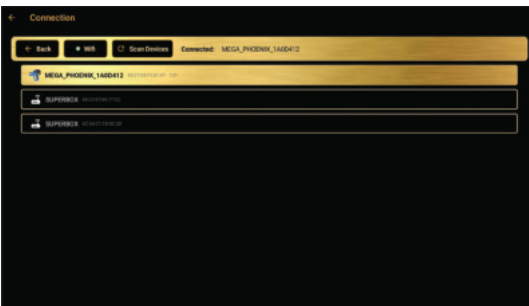 Connection
Back Wifi Scan Devices Connected: MEGA_PHOENIX_1A0D412
MEGA_PHOENIX_1A0D412
SUPERBOX
SUPERBOX